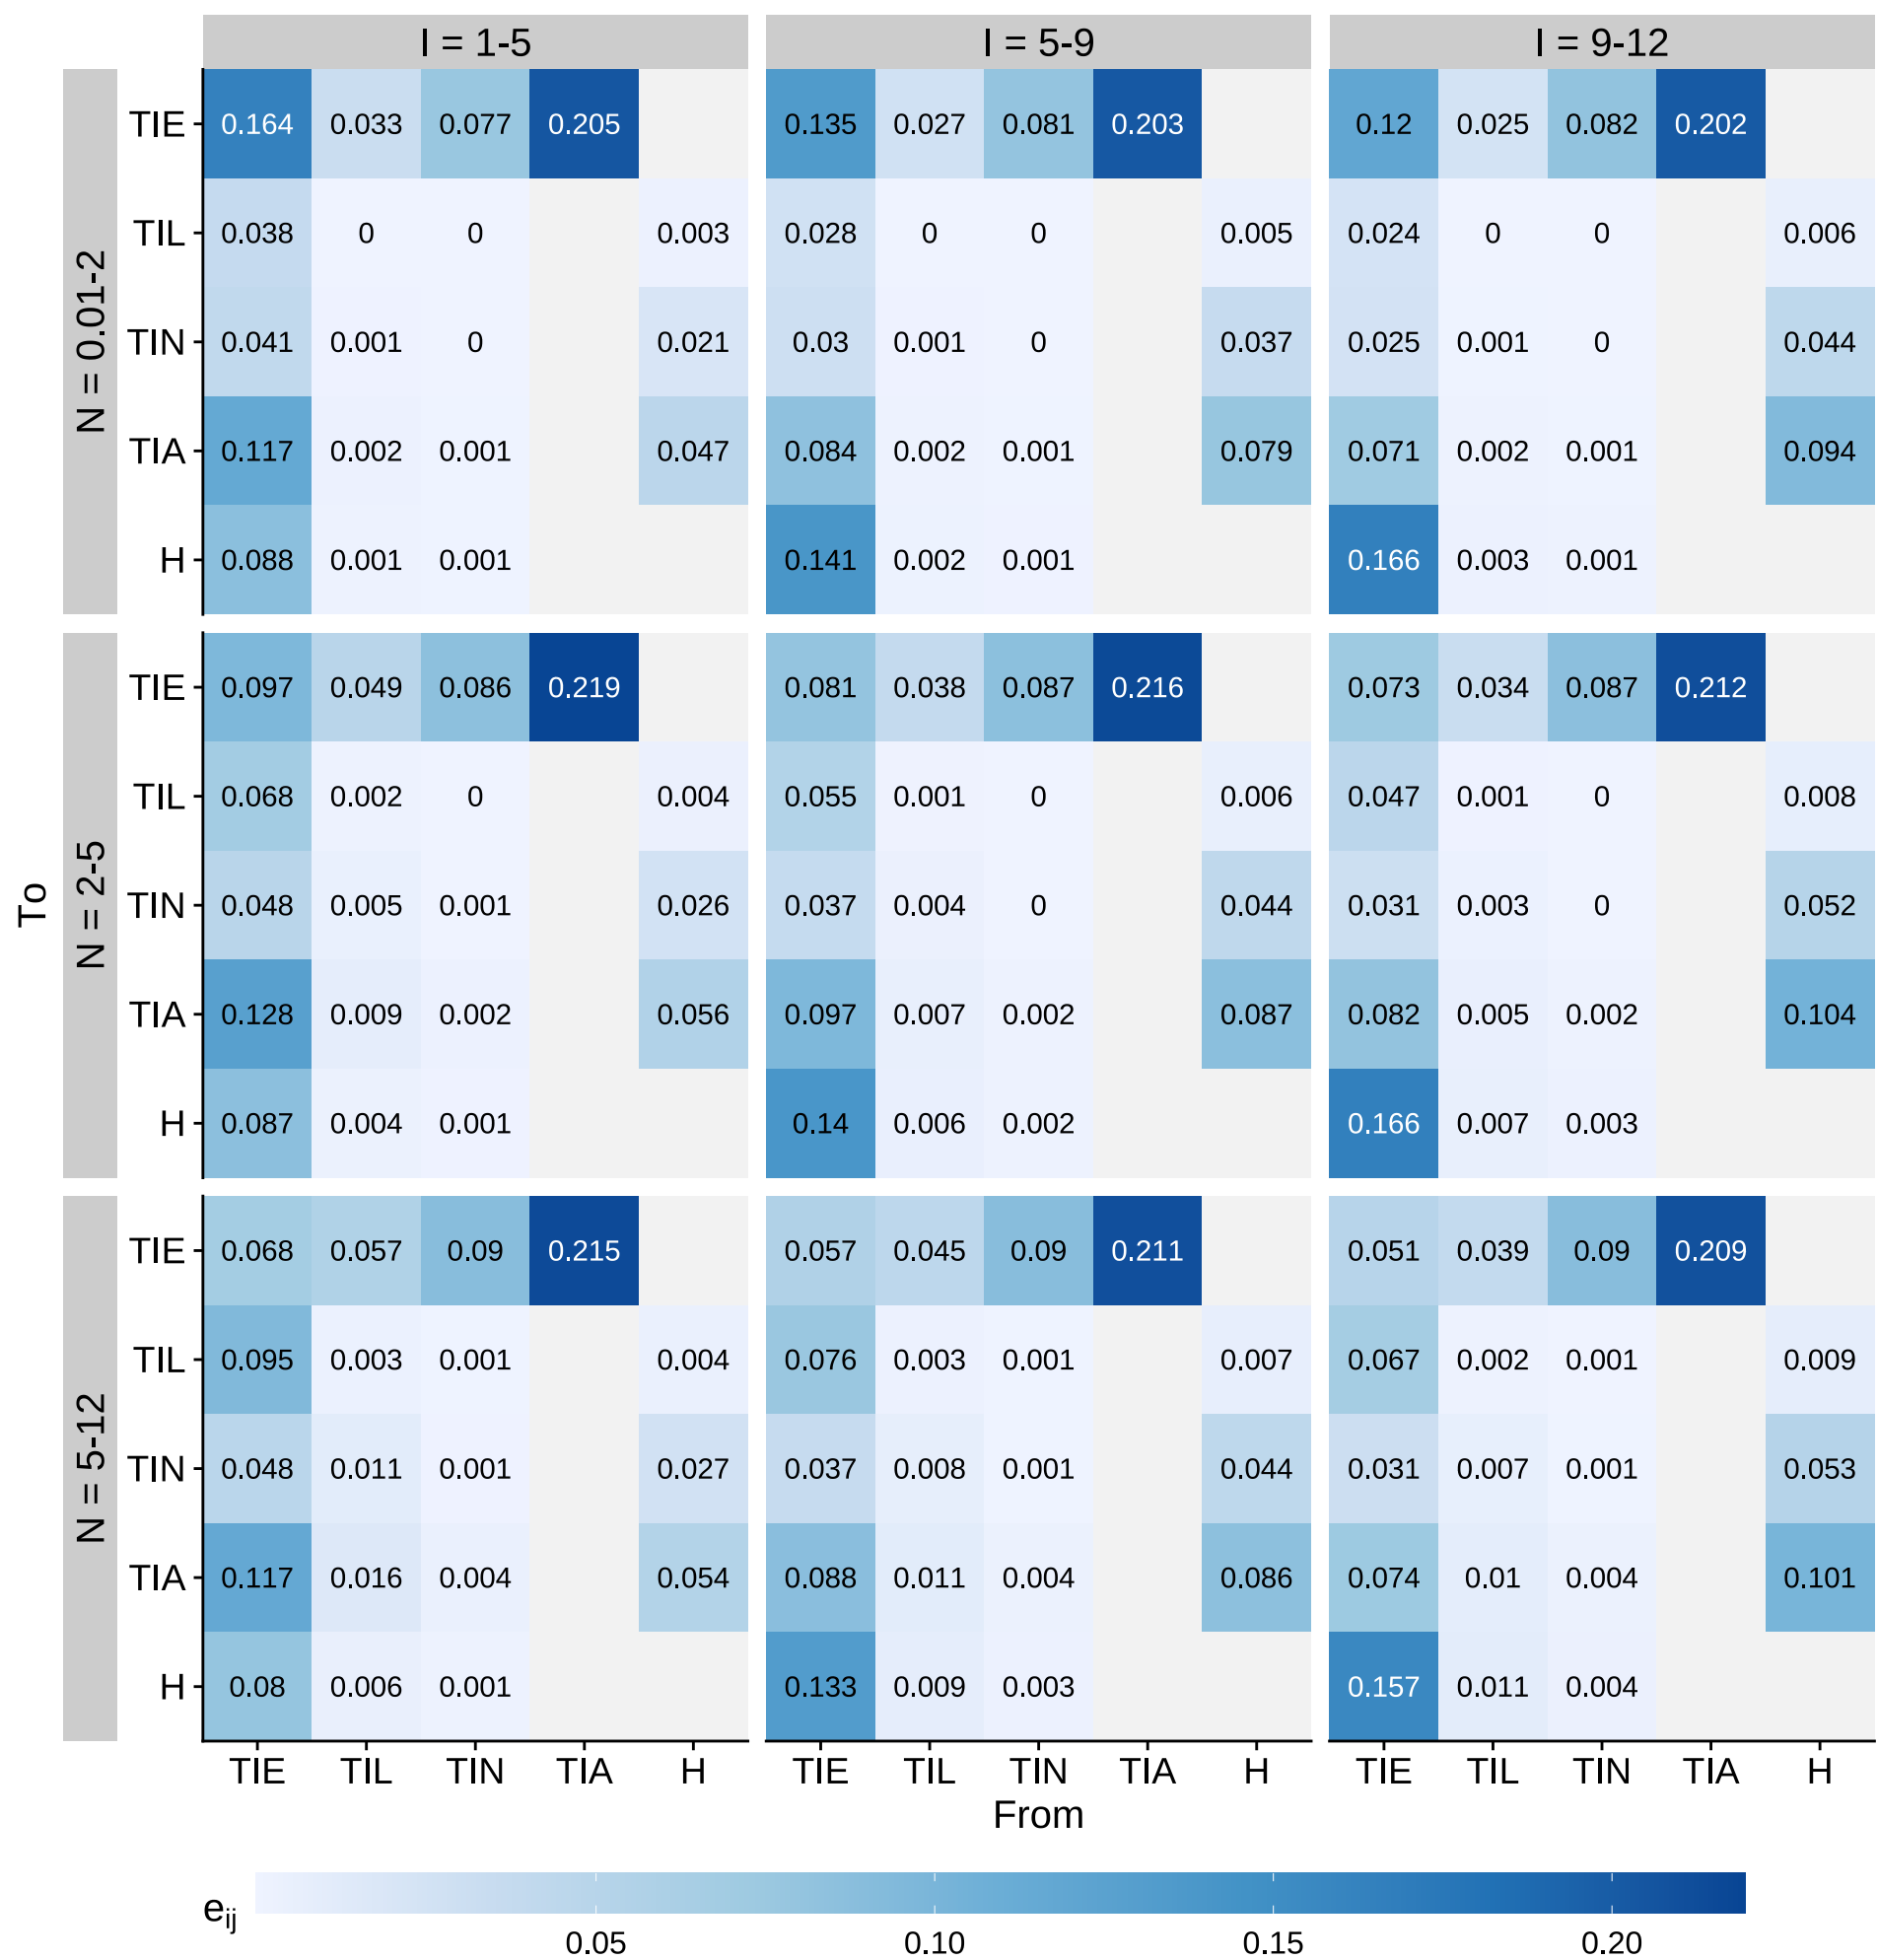 I = 1-5 I = 5-9 I = 9-12
TIE 0.164 0.033 0.077 0.205 0.135 0.027 0.081 0.203 0.12 0.025 0.082 0.202
TIL 0.038 0 0 0.003 0.028 0 0 0.005 0.024 0 0 0.006
N = 0.01-2
TIN 0.041 0.001 0 0.021 0.03 0.001 0 0.037 0.025 0.001 0 0.044
TIA 0.117 0.002 0.001 0.047 0.084 0.002 0.001 0.079 0.071 0.002 0.001 0.094
H 0.088 0.001 0.001 0.141 0.002 0.001 0.166 0.003 0.001
TIE 0.097 0.049 0.086 0.219 0.081 0.038 0.087 0.216 0.073 0.034 0.087 0.212
TIL 0.068 0.002 0 0.004 0.055 0.001 0 0.006 0.047 0.001 0 0.008
To
N = 2-5
TIN 0.048 0.005 0.001 0.026 0.037 0.004 0 0.044 0.031 0.003 0 0.052
TIA 0.128 0.009 0.002 0.056 0.097 0.007 0.002 0.087 0.082 0.005 0.002 0.104
H 0.087 0.004 0.001 0.14 0.006 0.002 0.166 0.007 0.003
TIE 0.068 0.057 0.09 0.215 0.057 0.045 0.09 0.211 0.051 0.039 0.09 0.209
TIL 0.095 0.003 0.001 0.004 0.076 0.003 0.001 0.007 0.067 0.002 0.001 0.009
N = 5-12
TIN 0.048 0.011 0.001 0.027 0.037 0.008 0.001 0.044 0.031 0.007 0.001 0.053
TIA 0.117 0.016 0.004 0.054 0.088 0.011 0.004 0.086 0.074 0.01 0.004 0.101
H 0.08 0.006 0.001 0.133 0.009 0.003 0.157 0.011 0.004
TIE TIL TIN TIA H TIE TIL TIN TIA H TIE TIL TIN TIA H
From
eij
0.05 0.10 0.15 0.20